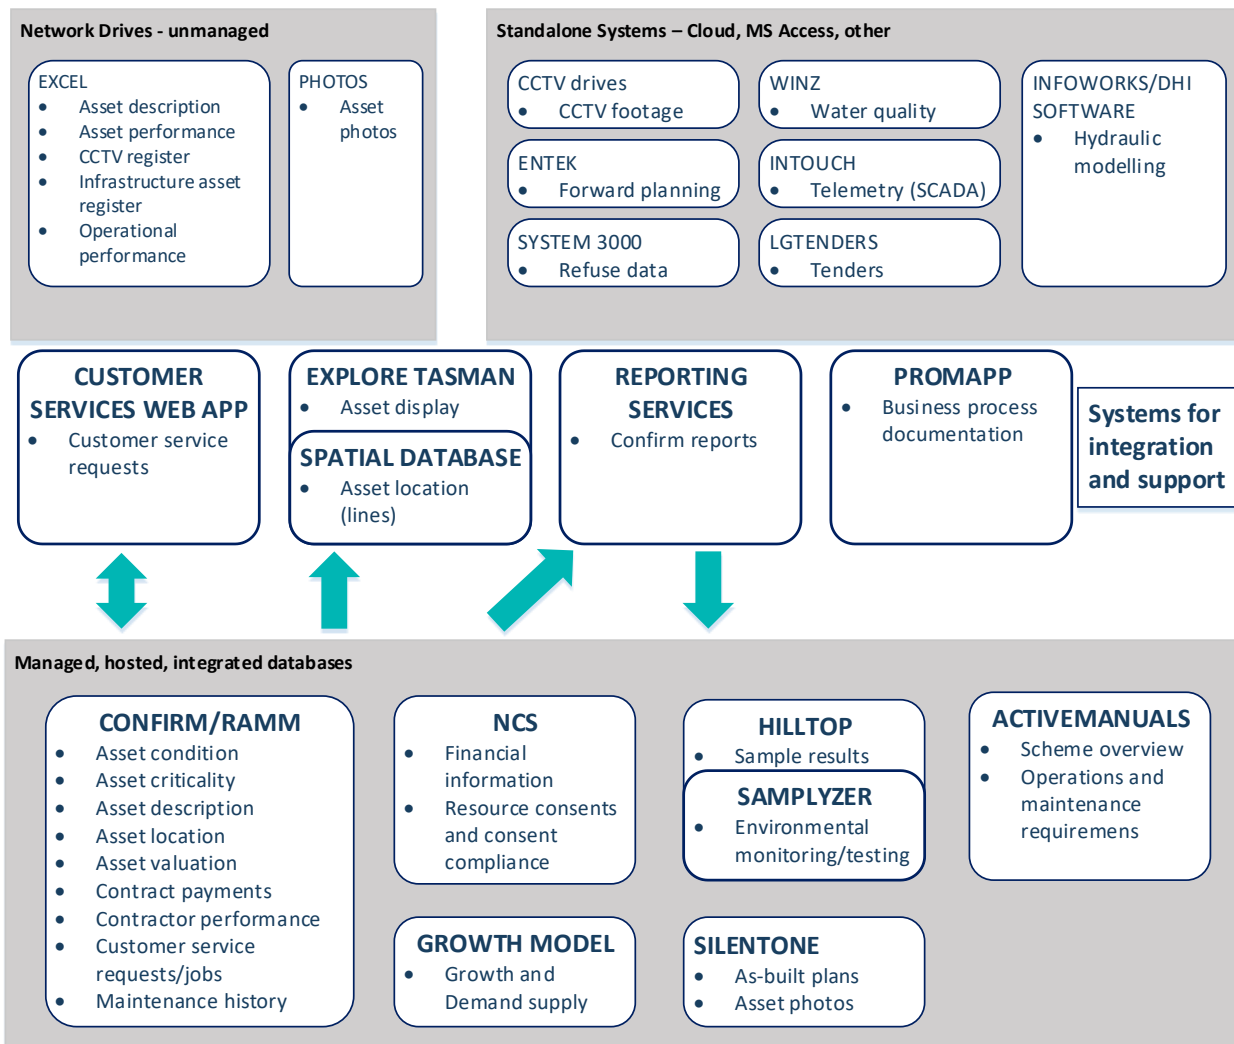 Network Drives - unmanaged
EXCEL
• Asset description
• Asset performance
• CCTV register
• Infrastructure asset
register
• Operational
performance
PHOTOS
• Asset
photos
Standalone Systems – Cloud, MS Access, other
CCTV drives
• CCTV footage
WINZ
• Water quality
INFOWORKS/DHI
SOFTWARE
• Hydraulic
modelling
ENTEK
• Forward planning
INTOUCH
• Telemetry (SCADA)
SYSTEM 3000
• Refuse data
LGTENDERS
• Tenders
CUSTOMER
SERVICES WEB APP
• Customer service
requests
EXPLORE TASMAN
• Asset display
SPATIAL DATABASE
• Asset location
(lines)
REPORTING
SERVICES
• Confirm reports
PROMAPP
• Business process
documentation
Systems for
integration
and support
Managed, hosted, integrated databases
CONFIRM/RAMM
• Asset condition
• Asset criticality
• Asset description
• Asset location
• Asset valuation
• Contract payments
• Contractor performance
• Customer service
requests/jobs
• Maintenance history
NCS
• Financial
information
• Resource consents
and consent
compliance
HILLTOP
• Sample results
SAMPLYZER
• Environmental
monitoring/testing
ACTIVEMANUALS
• Scheme overview
• Operations and
maintenance
requiremens
GROWTH MODEL
• Growth and
Demand supply
SILENTONE
• As-built plans
• Asset photos